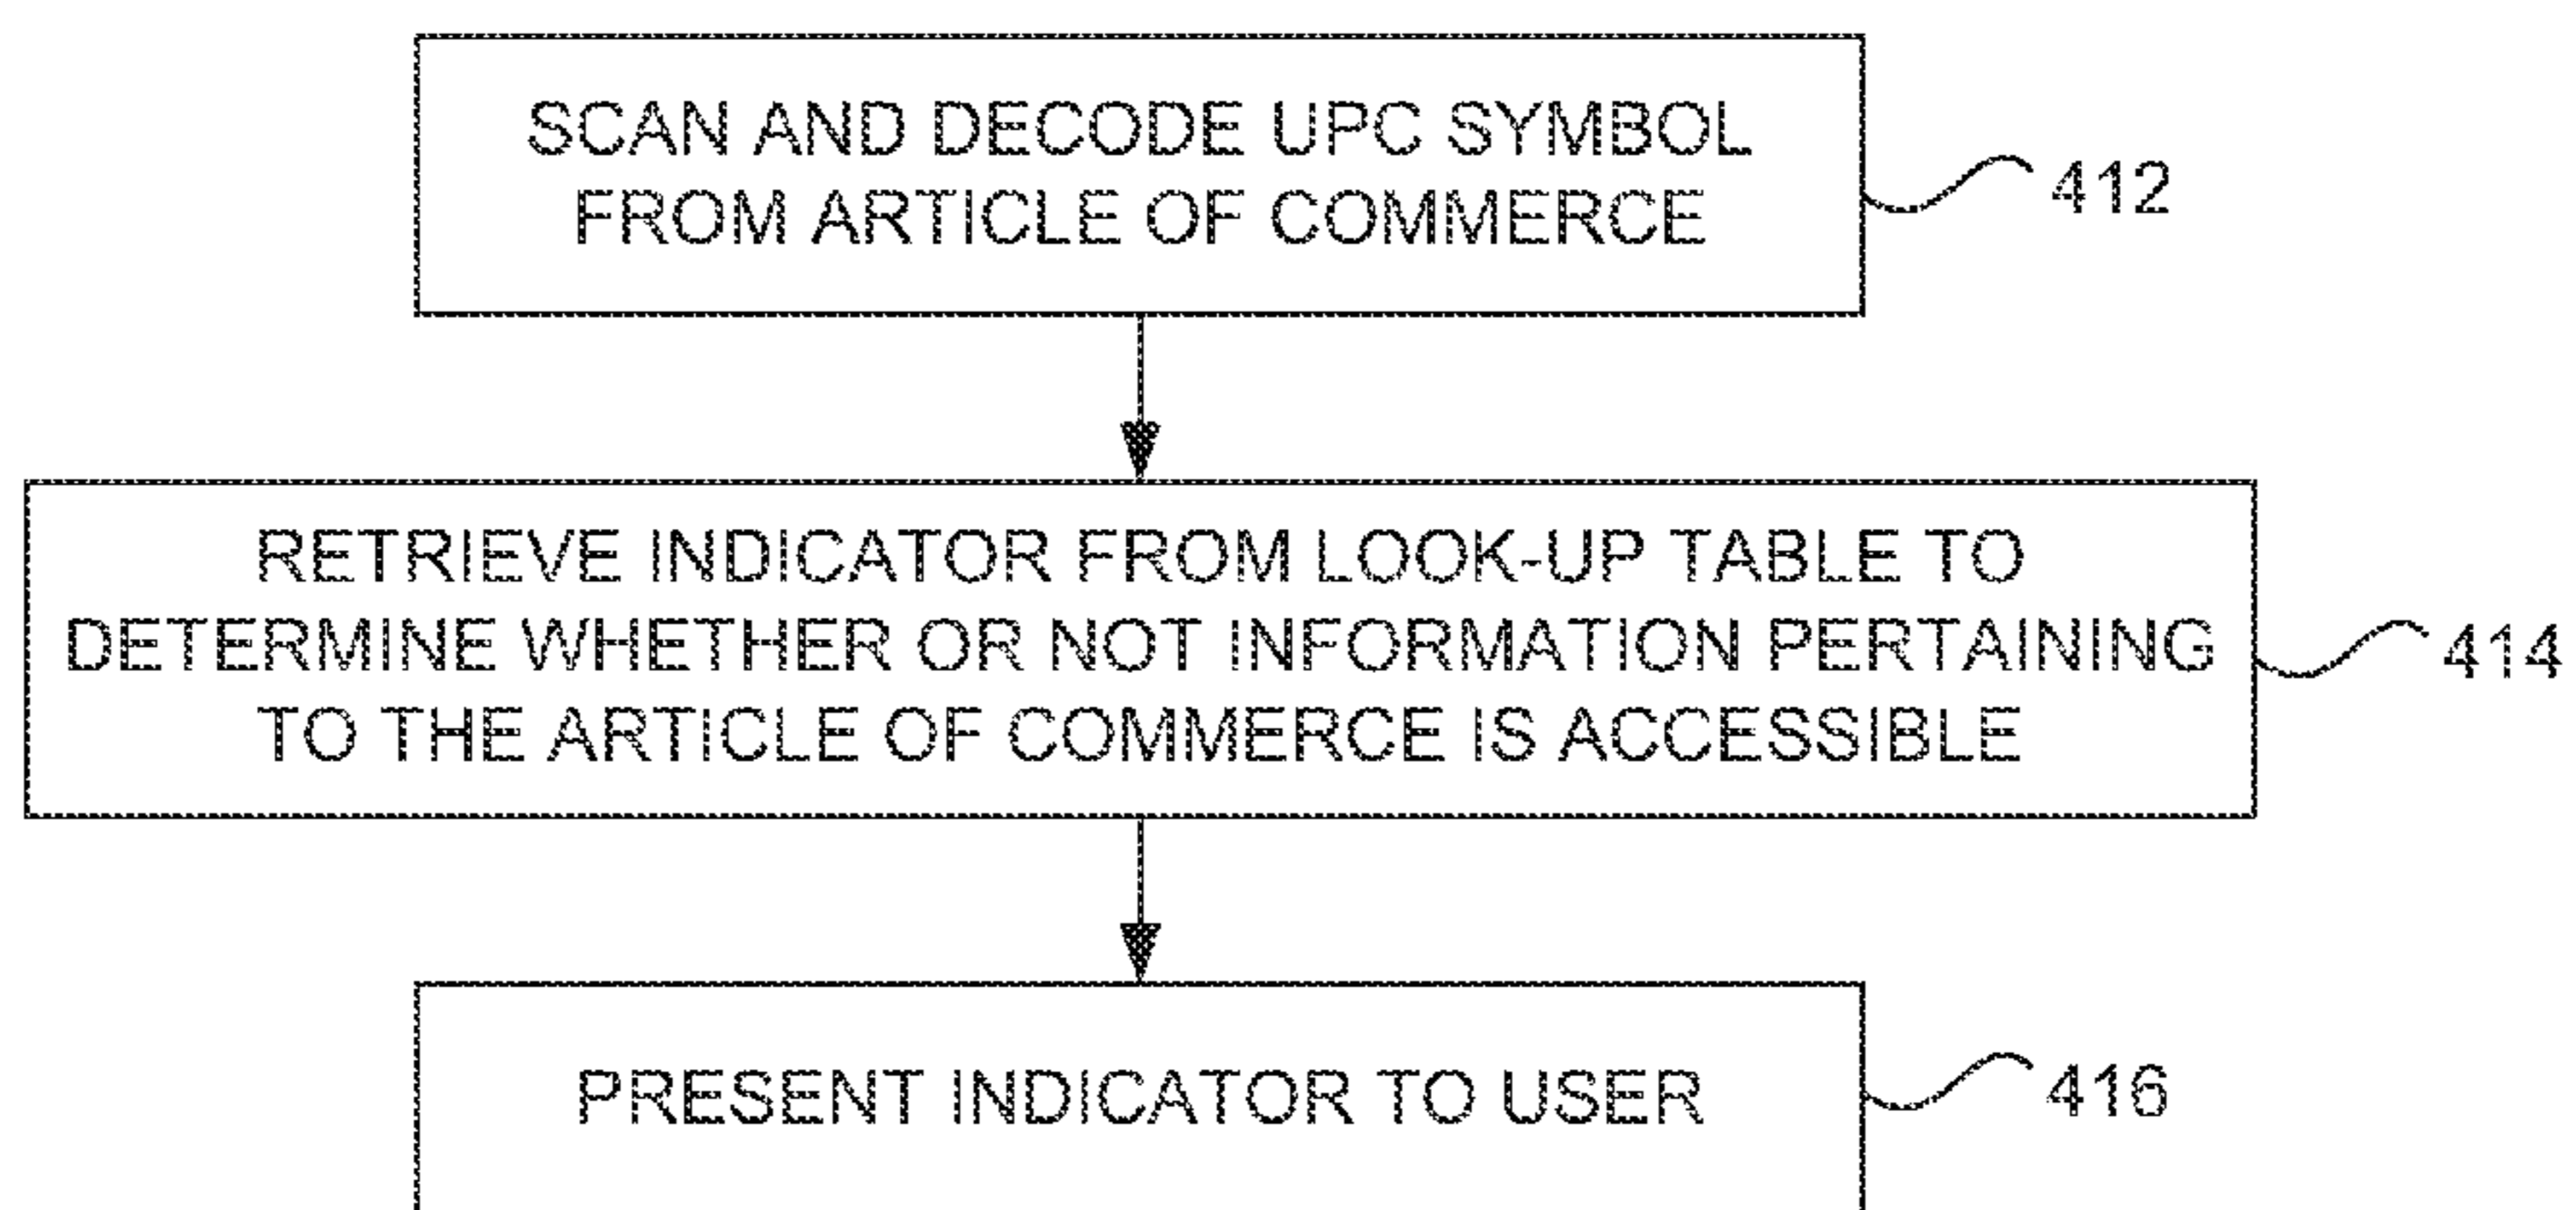 SCAN AND DECODE UPC SYMBOL
FROM ARTICLE OF COMMERCE
412
RETRIEVE INDICATOR FROM LOOK-UP TABLE TO
DETERMINE WHETHER OR NOT INFORMATION PERTAINING
TO THE ARTICLE OF COMMERCE IS ACCESSIBLE
414
PRESENT INDICATOR TO USER
416